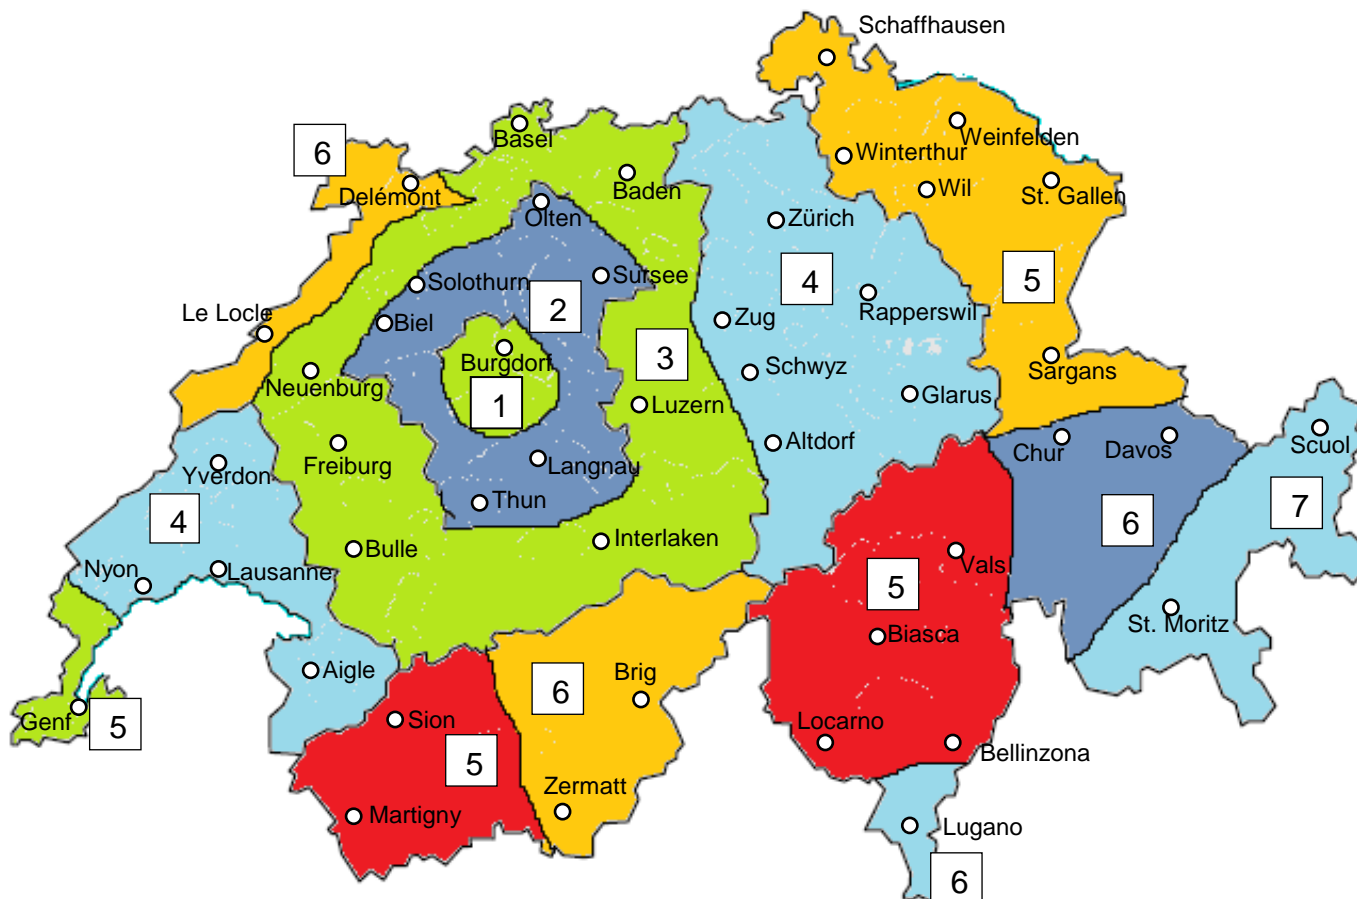 Schaffhausen
Weinfelden
Basel
6
Winterthur
Baden
Delémont
Wil
St. Gallen
Olten
Zürich
Solothurn
Sursee
4
5
2
Le Locle
Biel
Zug
Rapperswil
3
Burgdorf
Schwyz
Sargans
Neuenburg
1
Luzern
Glarus
Altdorf
Scuol
Freiburg
Chur
Davos
Langnau
Yverdon
4
Thun
7
6
Interlaken
Bulle
Vals
Nyon
Lausanne
5
St. Moritz
Biasca
Aigle
Brig
6
Genf
5
Sion
Locarno
Bellinzona
5
Zermatt
Martigny
Lugano
6